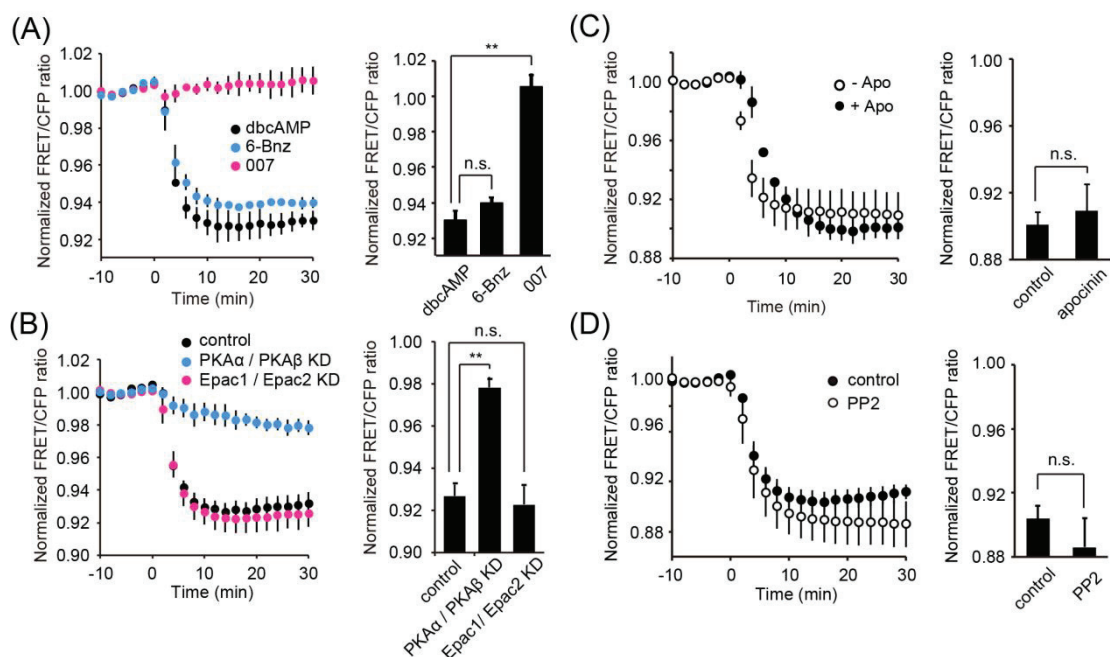 (A)
Normalized FRET/CFP ratio
1.02
1.00
0.98
0.96
0.94
0.92
dbcAMP
6-Bnz
007
-10 0 10 20 30
Time (min)
Normalized FRET/CFP ratio
1.02
1.00
0.98
0.96
0.94
0.92
**
n.s.
dbcAMP
6-Bnz
007
(B)
Normalized FRET/CFP ratio
1.02
1.00
0.98
0.96
0.94
0.92
0.90
control
PKAα / PKAβ KD
Epac1 / Epac2 KD
-10 0 10 20 30
Time (min)
Normalized FRET/CFP ratio
1.00
0.98
0.96
0.94
0.92
0.90
n.s.
**
control
PKAα / PKAβ KD
Epac1/ Epac2 KD
(C)
Normalized FRET/CFP ratio
1.00
0.96
0.92
0.88
- Apo
+ Apo
-10 0 10 20 30
Time (min)
Normalized FRET/CFP ratio
1.00
0.96
0.92
0.88
n.s.
control
apocinin
(D)
Normalized FRET/CFP ratio
1.00
0.96
0.92
0.88
control
PP2
-10 0 10 20 30
Time (min)
Normalized FRET/CFP ratio
1.00
0.96
0.92
0.88
n.s.
control
PP2